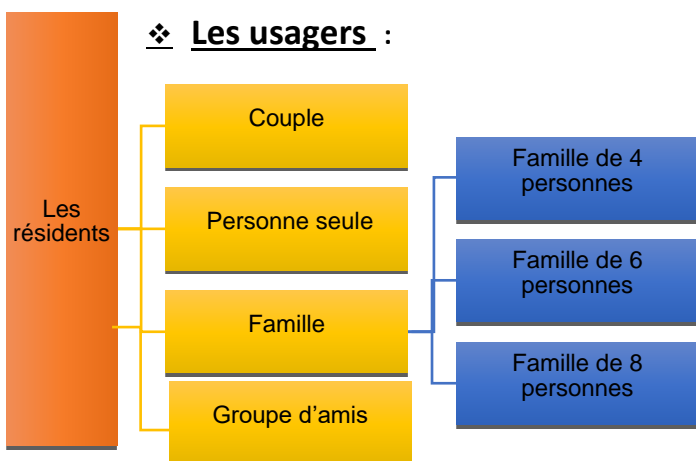 ❖ Les usagers :
Les
résidents
Couple
Personne seule
Famille
Groupe d'amis
Famille de 4
personnes
Famille de 6
personnes
Famille de 8
personnes